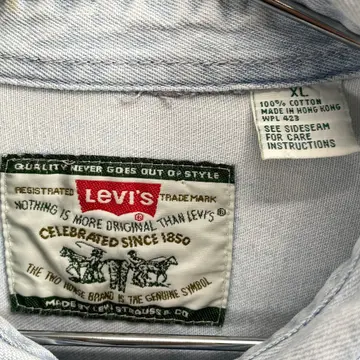 XL
100% COTTON
MADE IN HONG KONG
WPL 423
SEE SIDESEAM
FOR CARE
INSTRUCTIONS
QUALITY NEVER GOES OUT OF STYLE
REGISTRATED TRADE MARK
LEVI'S ®
NOTHING IS MORE ORIGINAL THAN LEVI'S®
CELEBRATED SINCE 1850
THE TWO HORSE BRAND IS THE GENUINE SYMBOL
MADE BY LEVI STRAUSS & CO